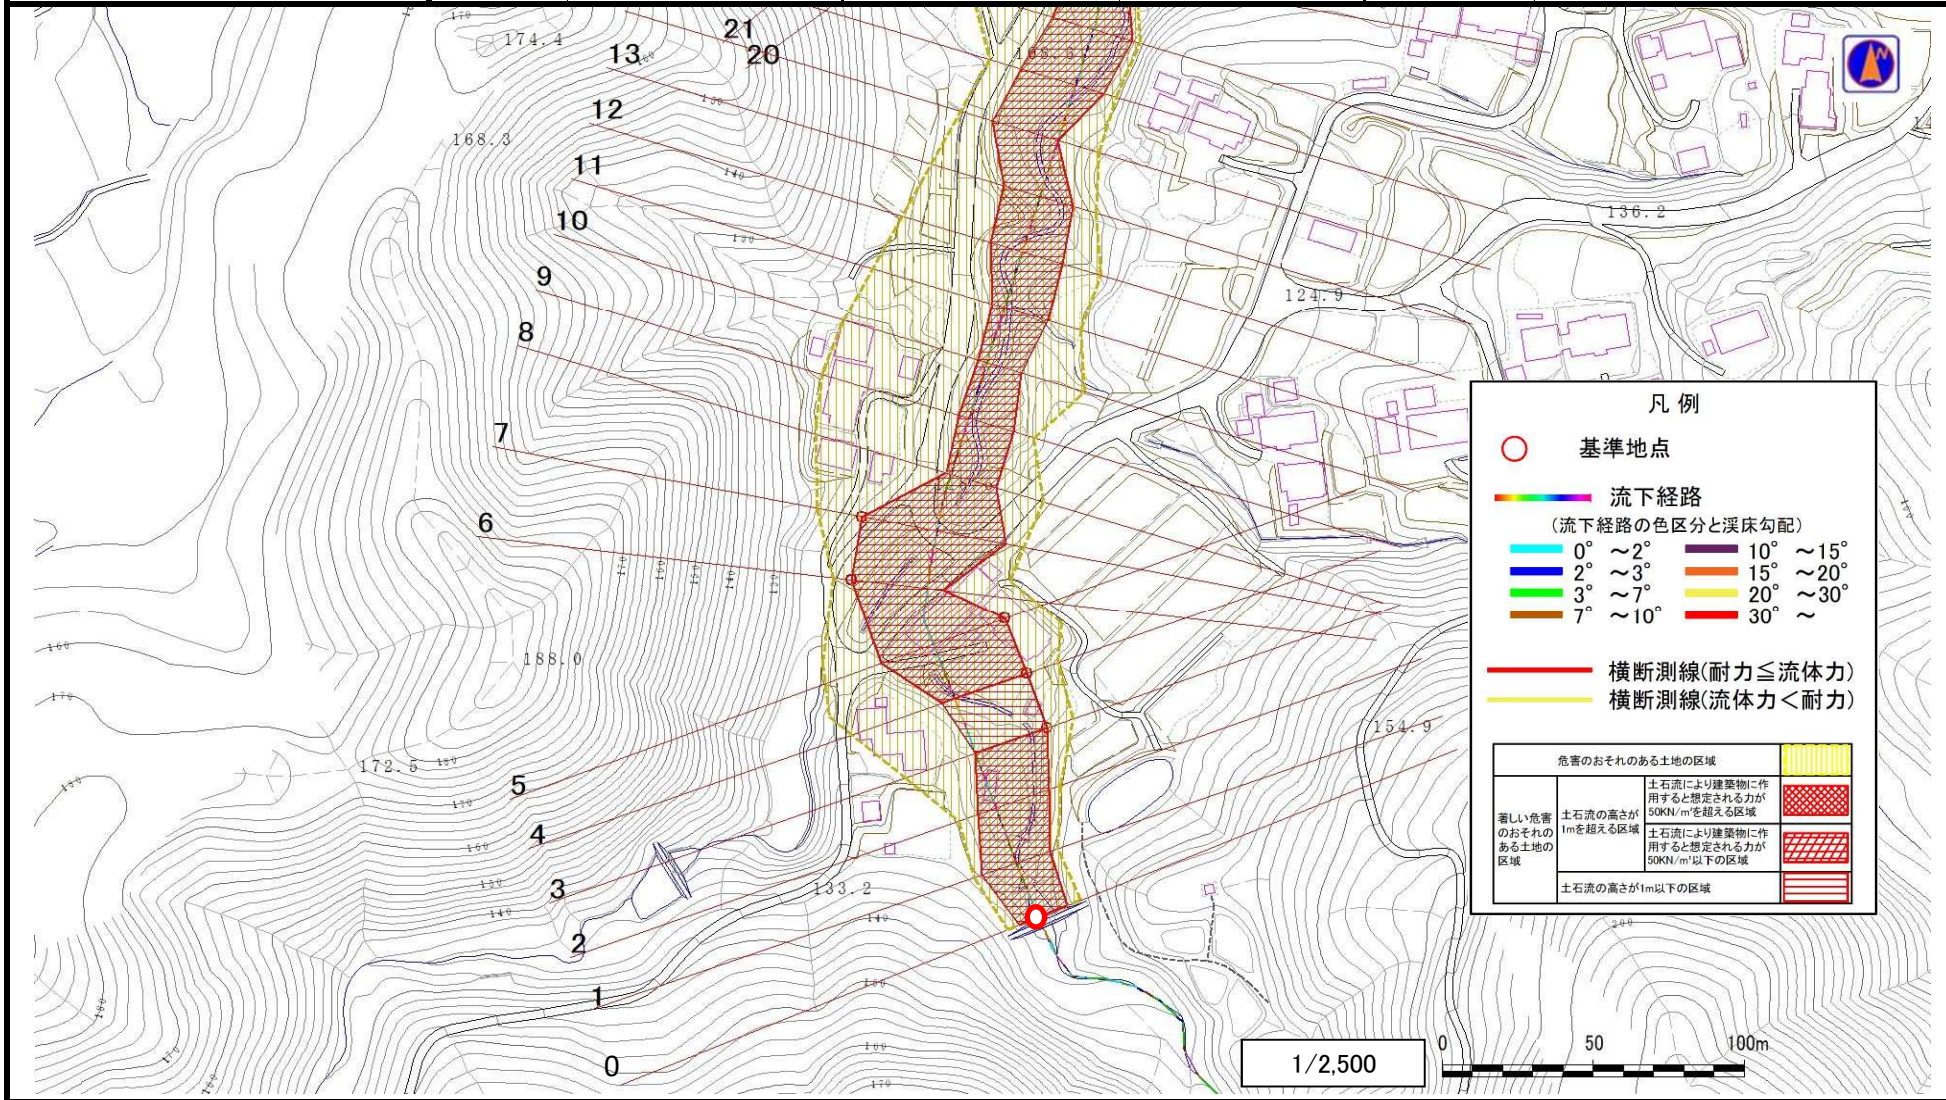 174.4
21
20
13
12
11
10
9
8
7
6
5
4
3
2
1
0
168.3
136.2
124.9
188.0
172.5
154.9
133.2
N
凡例
基準地点
流下経路
(流下経路の色区分と渓床勾配)
0° ～2°
10° ～15°
2° ～3°
15° ～20°
3° ～7°
20° ～30°
7° ～10°
30° ～
横断測線(耐力≦流体力)
横断測線(流体力＜耐力)
危害のおそれのある土地の区域
著しい危害
のおそれの
ある土地の
区域
土石流の高さが
1mを超える区域
土石流により建築物に作
用すると想定される力が
50KN/m²を超える区域
土石流により建築物に作
用すると想定される力が
50KN/m²以下の区域
土石流の高さが1m以下の区域
1/2,500
0 50 100m